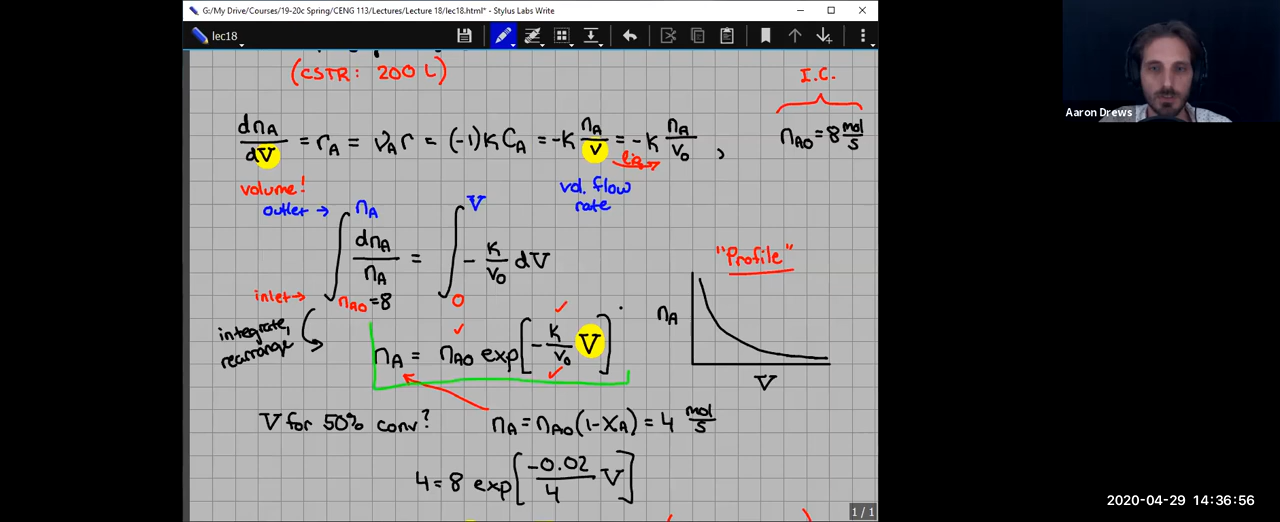 G:/My Drive/Courses/19-20c Spring/CENG 113/Lectures/Lecture 18/lec18.html* - Stylus Labs Write
lec18
(CSTR: 200 L)
I.C.
Aaron Drews
dnA/dV = rA = νA r = (-1) K CA = -K nA/v = -K nA/v0 ,
liq
nA0 = 8 mol/s
volume!
vol. flow
rate
outlet → nA
V
∫ dnA/nA = ∫ - K/v0 dV
inlet → nA0 = 8
0
"Profile"
integrate,
rearrange
nA = nA0 exp[- K/v0 V]
nA
V
V for 50% conv?
nA = nA0 (1-XA) = 4 mol/s
4 = 8 exp[-0.02/4 V]
1 / 1
2020-04-29 14:36:56